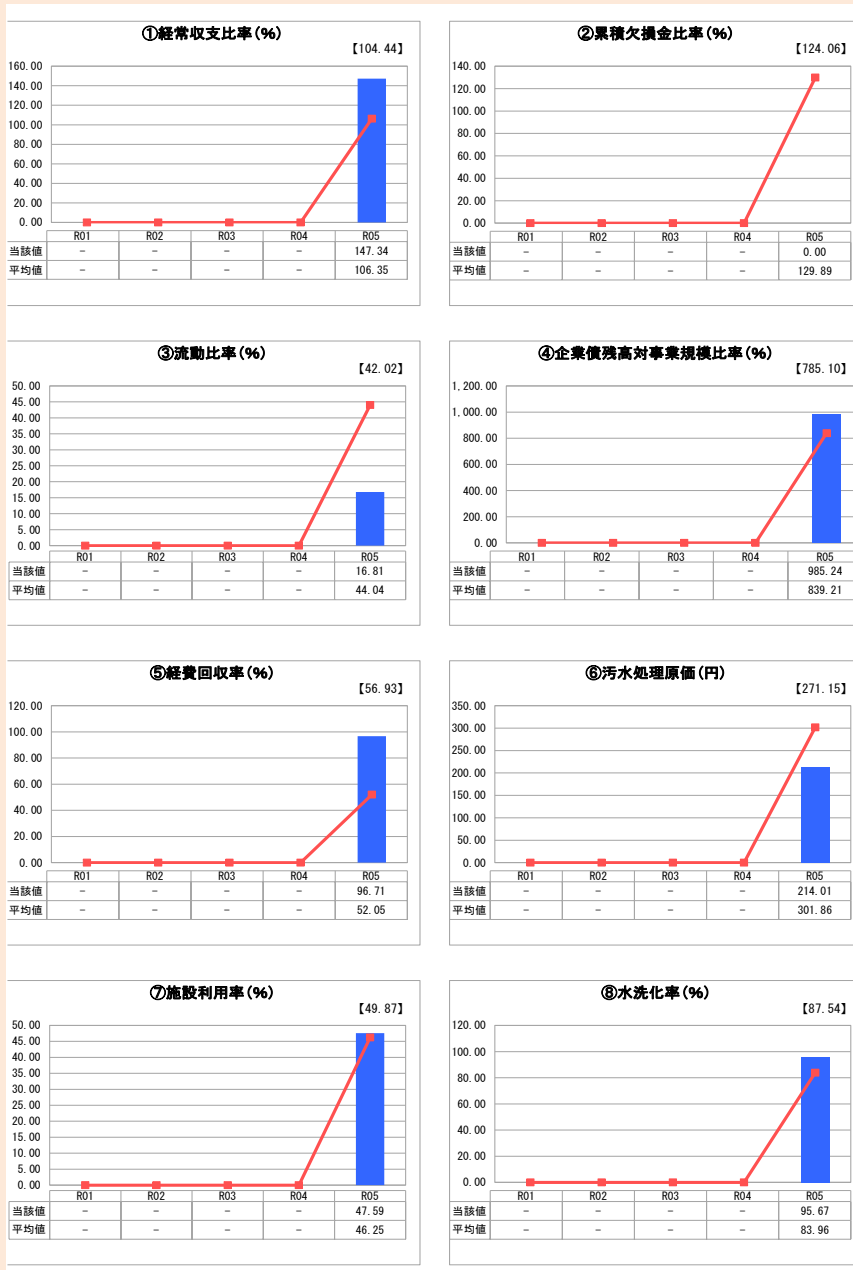 ①経常収支比率(%)
【104.44】
160.00
140.00
120.00
100.00
80.00
60.00
40.00
20.00
0.00
R01 R02 R03 R04 R05
当該値 - - - - 147.34
平均値 - - - - 106.35
②累積欠損金比率(%)
【124.06】
140.00
120.00
100.00
80.00
60.00
40.00
20.00
0.00
R01 R02 R03 R04 R05
当該値 - - - - 0.00
平均値 - - - - 129.89
③流動比率(%)
【42.02】
50.00
45.00
40.00
35.00
30.00
25.00
20.00
15.00
10.00
5.00
0.00
R01 R02 R03 R04 R05
当該値 - - - - 16.81
平均値 - - - - 44.04
④企業債残高対事業規模比率(%)
【785.10】
1,200.00
1,000.00
800.00
600.00
400.00
200.00
0.00
R01 R02 R03 R04 R05
当該値 - - - - 985.24
平均値 - - - - 839.21
⑤経費回収率(%)
【56.93】
120.00
100.00
80.00
60.00
40.00
20.00
0.00
R01 R02 R03 R04 R05
当該値 - - - - 96.71
平均値 - - - - 52.05
⑥汚水処理原価(円)
【271.15】
350.00
300.00
250.00
200.00
150.00
100.00
50.00
0.00
R01 R02 R03 R04 R05
当該値 - - - - 214.01
平均値 - - - - 301.86
⑦施設利用率(%)
【49.87】
50.00
45.00
40.00
35.00
30.00
25.00
20.00
15.00
10.00
5.00
0.00
R01 R02 R03 R04 R05
当該値 - - - - 47.59
平均値 - - - - 46.25
⑧水洗化率(%)
【87.54】
120.00
100.00
80.00
60.00
40.00
20.00
0.00
R01 R02 R03 R04 R05
当該値 - - - - 95.67
平均値 - - - - 83.96